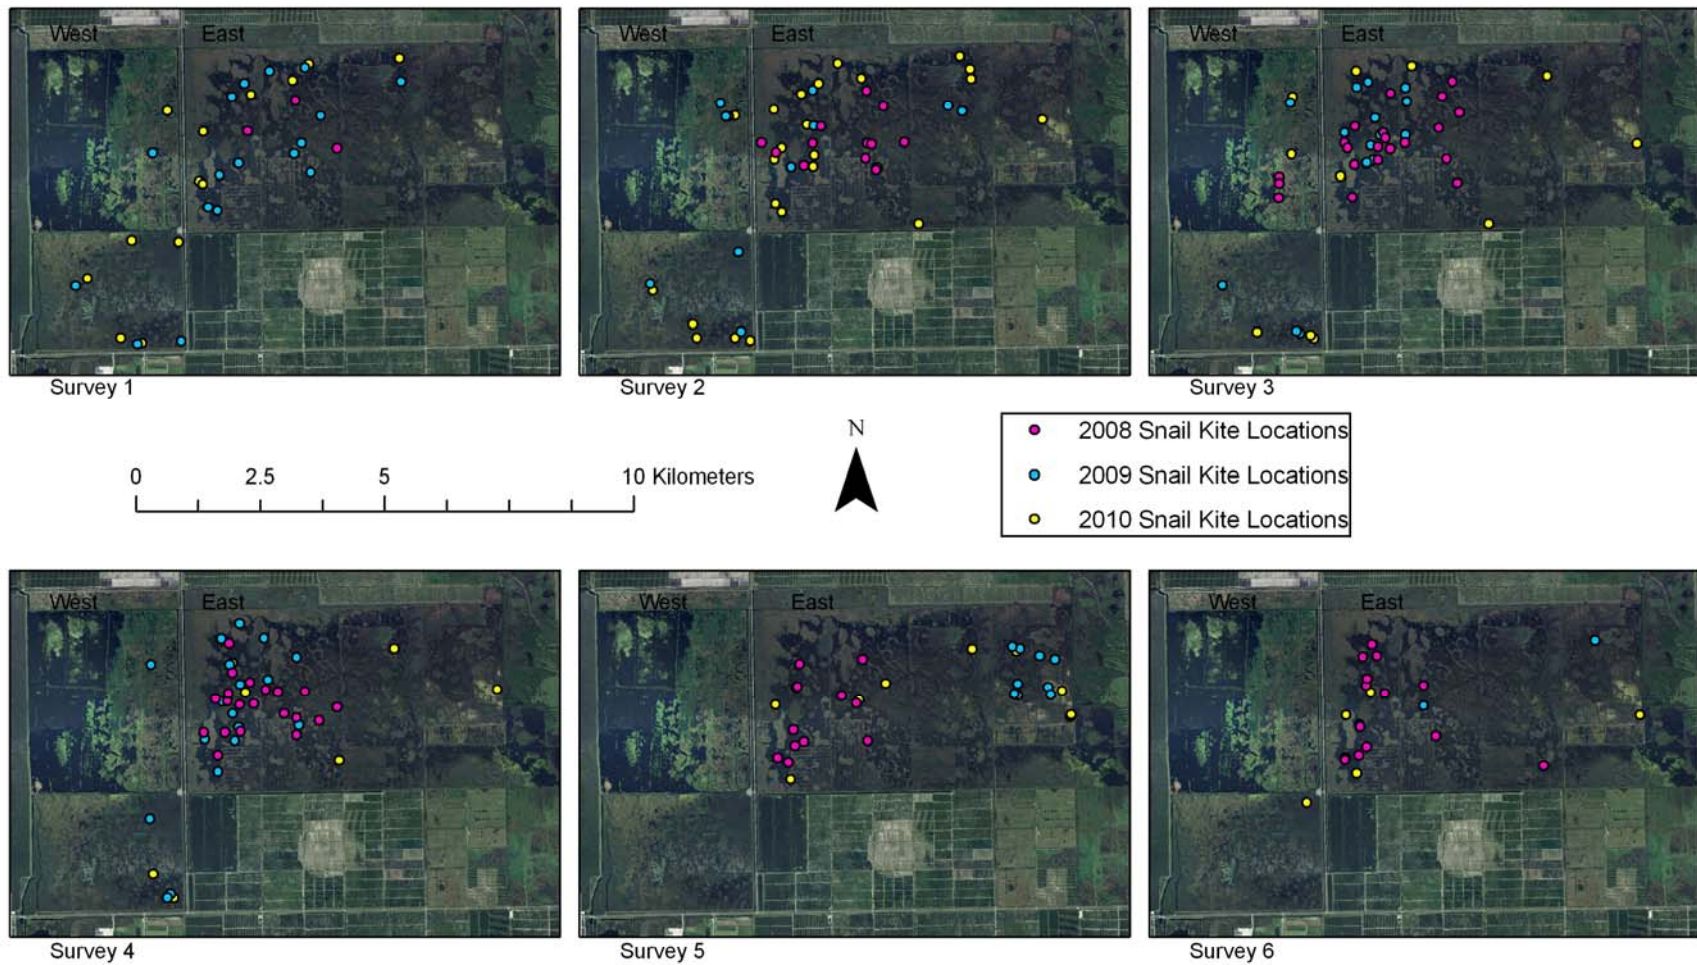 West East
West East
West East
Survey 1
Survey 2
Survey 3
0 2.5 5 10 Kilometers
N
2008 Snail Kite Locations
2009 Snail Kite Locations
2010 Snail Kite Locations
West East
West East
West East
Survey 4
Survey 5
Survey 6